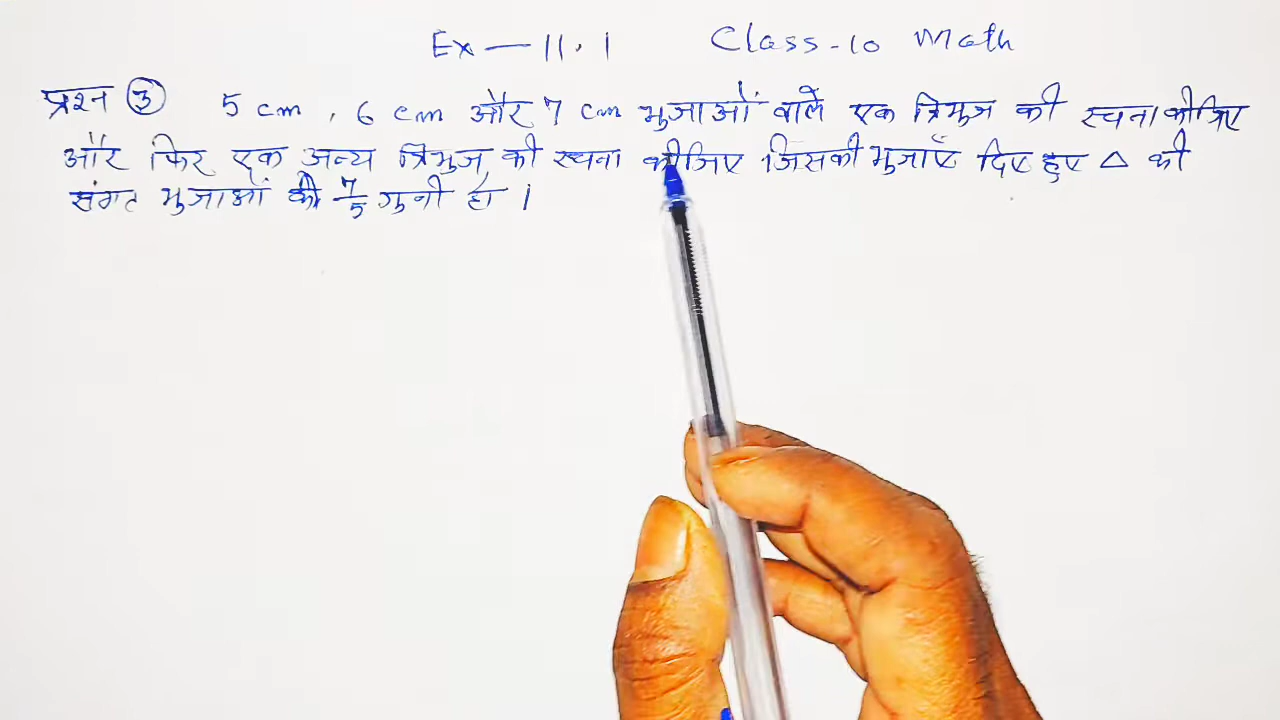 Ex — 11.1 Class-10 Math
प्रश्न 3 5 cm, 6 cm और 7 cm भुजाओं वाले एक त्रिभुज की रचना कीजिए
और फिर एक अन्य त्रिभुज की रचना कीजिए जिसकी भुजाएँ दिए हुए △ की
संगत भुजाओं की 7/5 गुनी हों ।